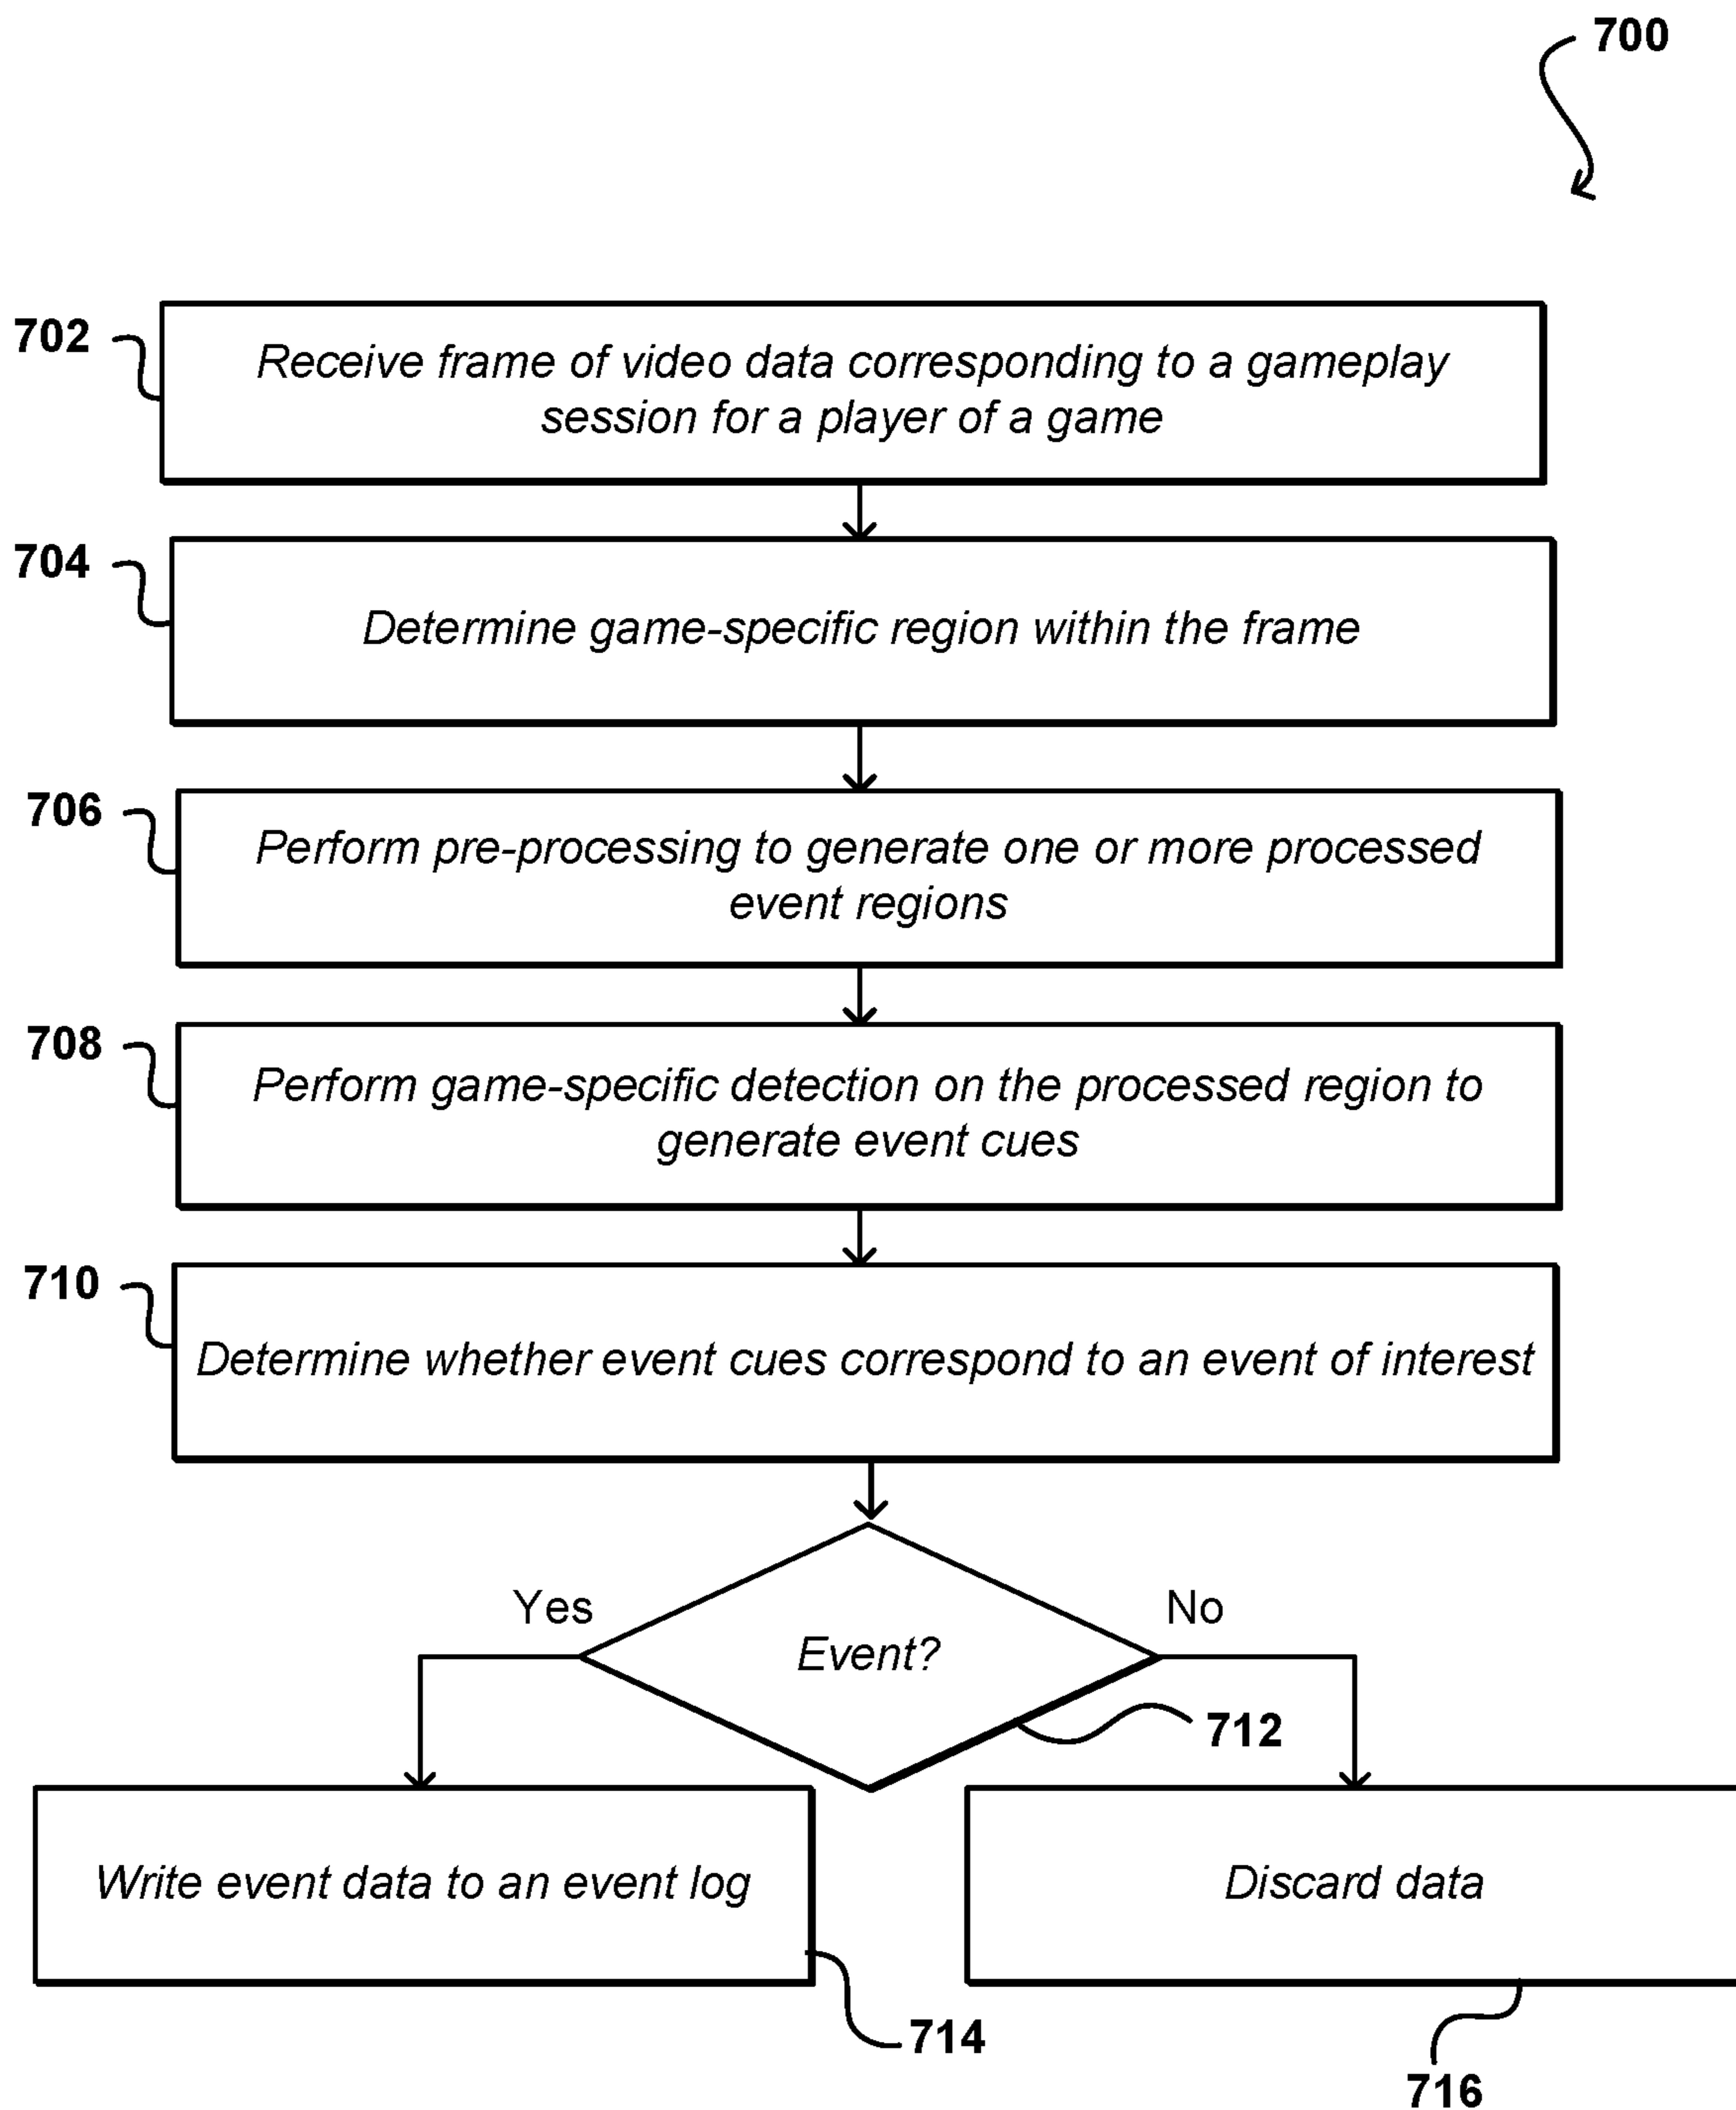 700
702
Receive frame of video data corresponding to a gameplay
session for a player of a game
704
Determine game-specific region within the frame
706
Perform pre-processing to generate one or more processed
event regions
708
Perform game-specific detection on the processed region to
generate event cues
710
Determine whether event cues correspond to an event of interest
Yes
No
Event?
712
Write event data to an event log
Discard data
714
716